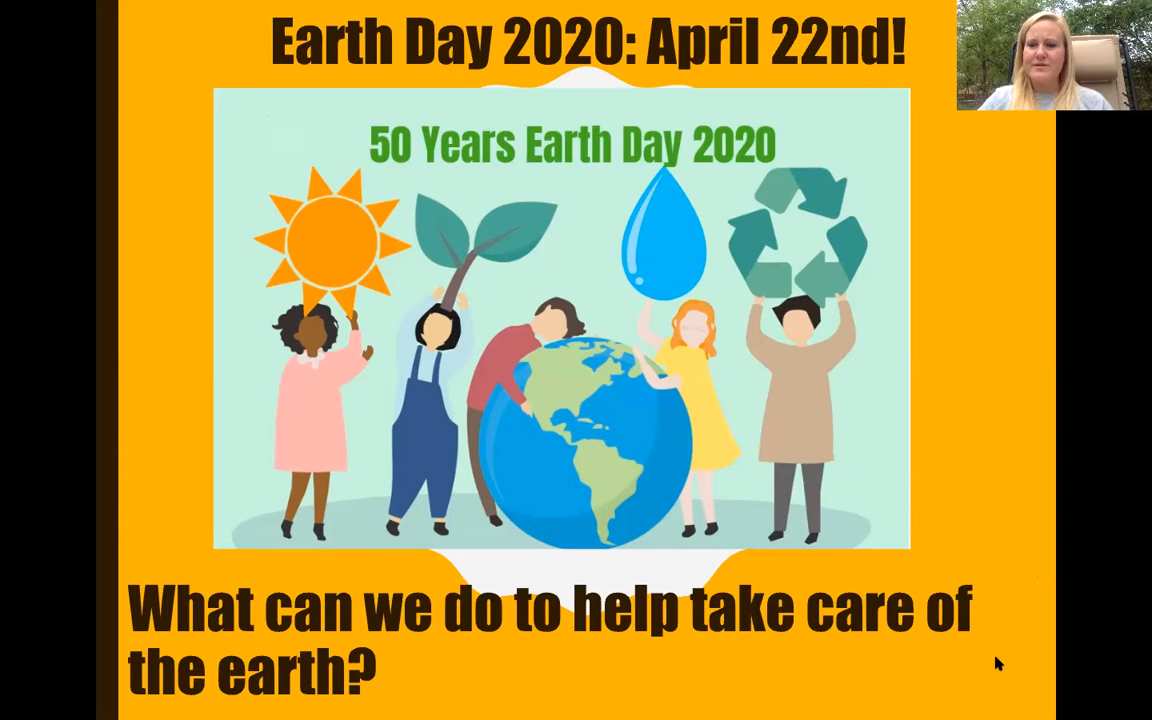 Earth Day 2020: April 22nd!
50 Years Earth Day 2020
What can we do to help take care of
the earth?